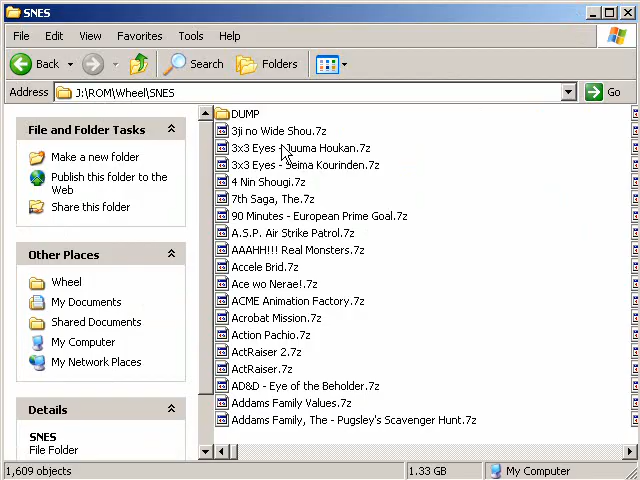 SNES
File Edit View Favorites Tools Help
Back Search Folders
Address J:\ROM\Wheel\SNES Go
File and Folder Tasks
Make a new folder
Publish this folder to the
Web
Share this folder
Other Places
Wheel
My Documents
Shared Documents
My Computer
My Network Places
Details
SNES
File Folder
DUMP
3ji no Wide Shou.7z
3x3 Eyes - Juuma Houkan.7z
3x3 Eyes - Seima Kourinden.7z
4 Nin Shougi.7z
7th Saga, The.7z
90 Minutes - European Prime Goal.7z
A.S.P. Air Strike Patrol.7z
AAAHH!!! Real Monsters.7z
Accele Brid.7z
Ace wo Nerae!.7z
ACME Animation Factory.7z
Acrobat Mission.7z
Action Pachio.7z
ActRaiser 2.7z
ActRaiser.7z
AD&D - Eye of the Beholder.7z
Addams Family Values.7z
Addams Family, The - Pugsley's Scavenger Hunt.7z
1,609 objects 1.33 GB My Computer